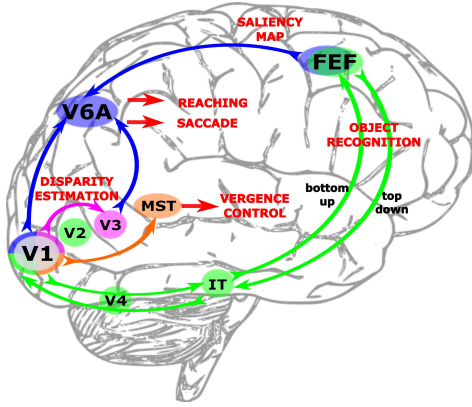 SALIENCY
MAP
FEF
V6A
REACHING
SACCADE
OBJECT
RECOGNITION
DISPARITY
ESTIMATION
bottom
up
top
down
MST
VERGENCE
CONTROL
V3
V2
V1
IT
V4